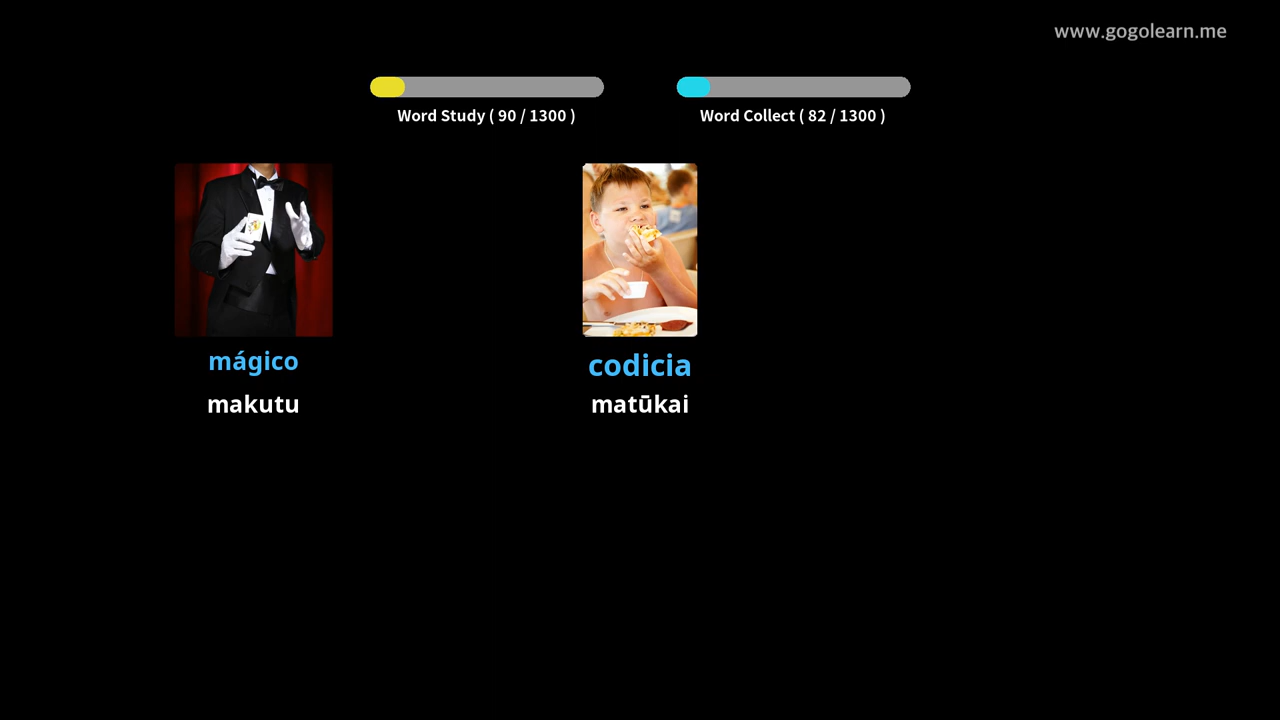 www.gogolearn.me
Word Study ( 90 / 1300 )
Word Collect ( 82 / 1300 )
mágico
makutu
codicia
matūkai